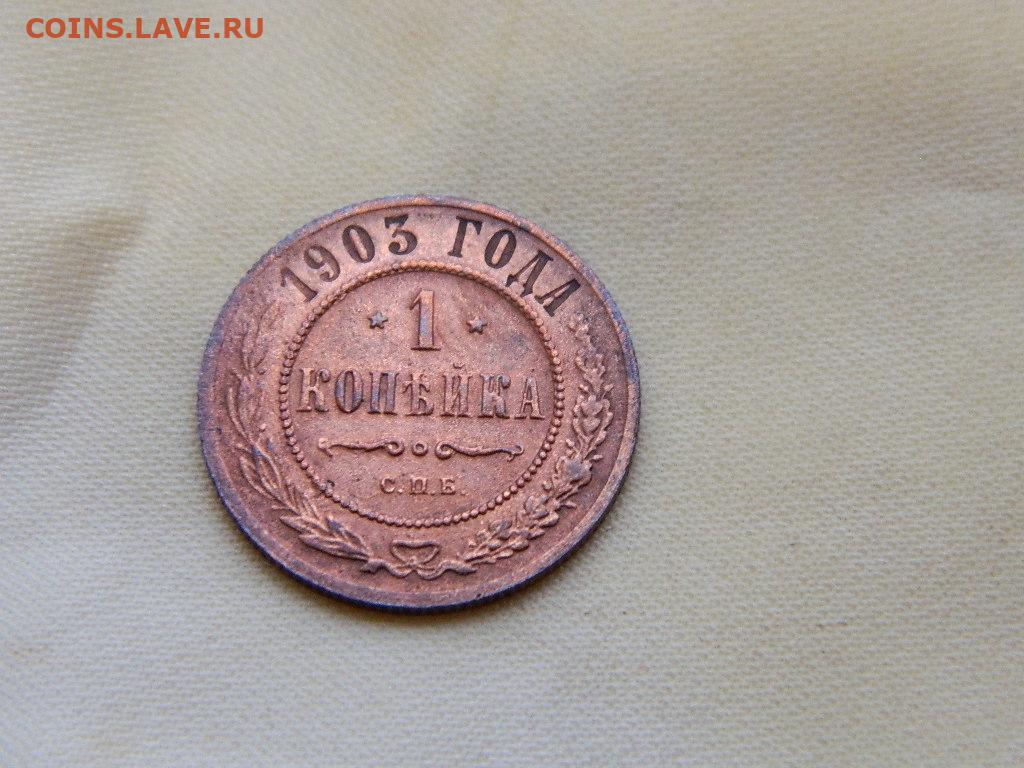 COINS.LAVE.RU
1903 ГОДА
* 1 *
КОПѢЙКА
С.П.Б.